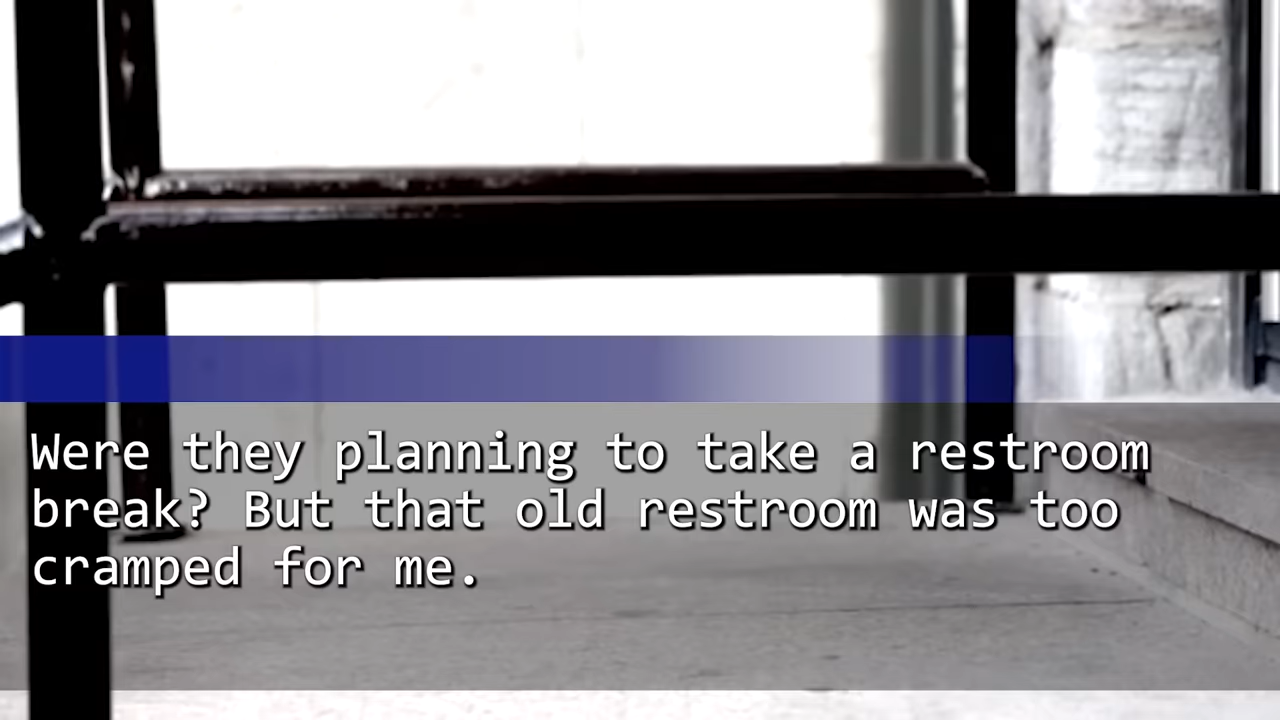 Were they planning to take a restroom
break? But that old restroom was too
cramped for me.